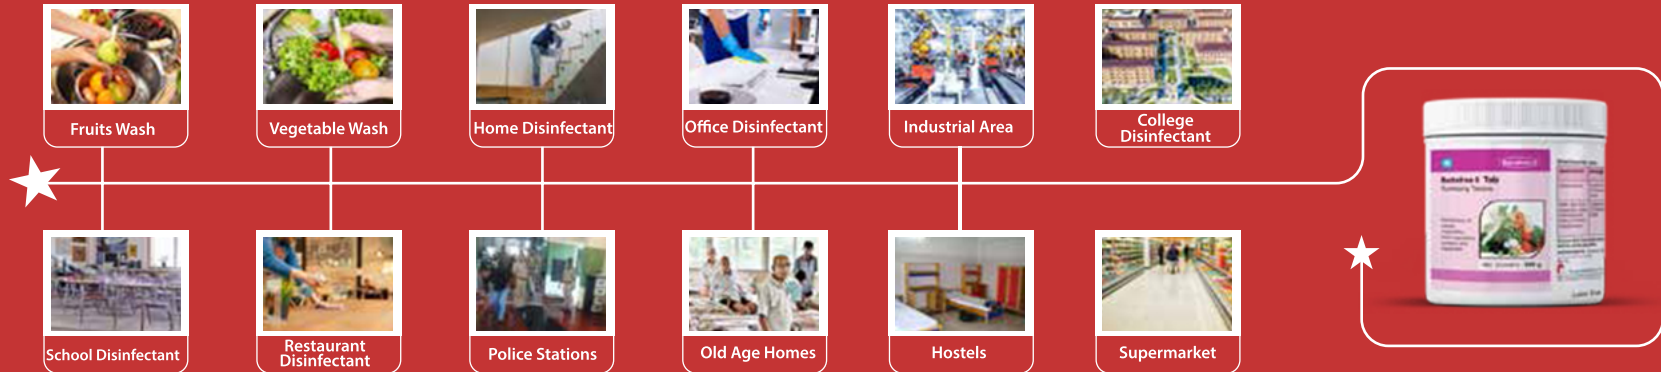 Fruits Wash
Vegetable Wash
Home Disinfectant
Office Disinfectant
Industrial Area
College
Disinfectant
School Disinfectant
Restaurant
Disinfectant
Police Stations
Old Age Homes
Hostels
Supermarket